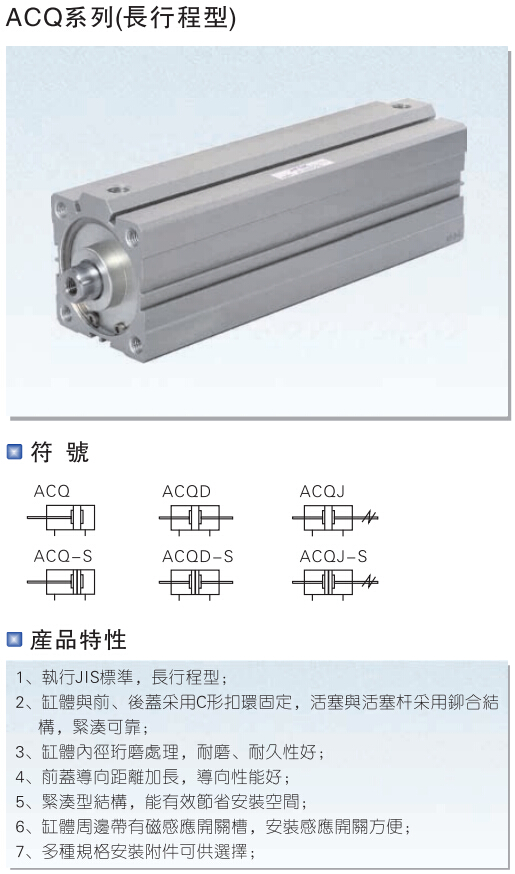 ACQ系列(長行程型)
符 號
ACQ
ACQD
ACQJ
ACQ-S
ACQD-S
ACQJ-S
産品特性
1、執行JIS標準，長行程型；
2、缸體與前、後蓋采用C形扣環固定，活塞與活塞杆采用鉚合結
構，緊湊可靠；
3、缸體內徑珩磨處理，耐磨、耐久性好；
4、前蓋導向距離加長，導向性能好；
5、緊湊型結構，能有效節省安裝空間；
6、缸體周邊帶有磁感應開關槽，安裝感應開關方便；
7、多種規格安裝附件可供選擇；